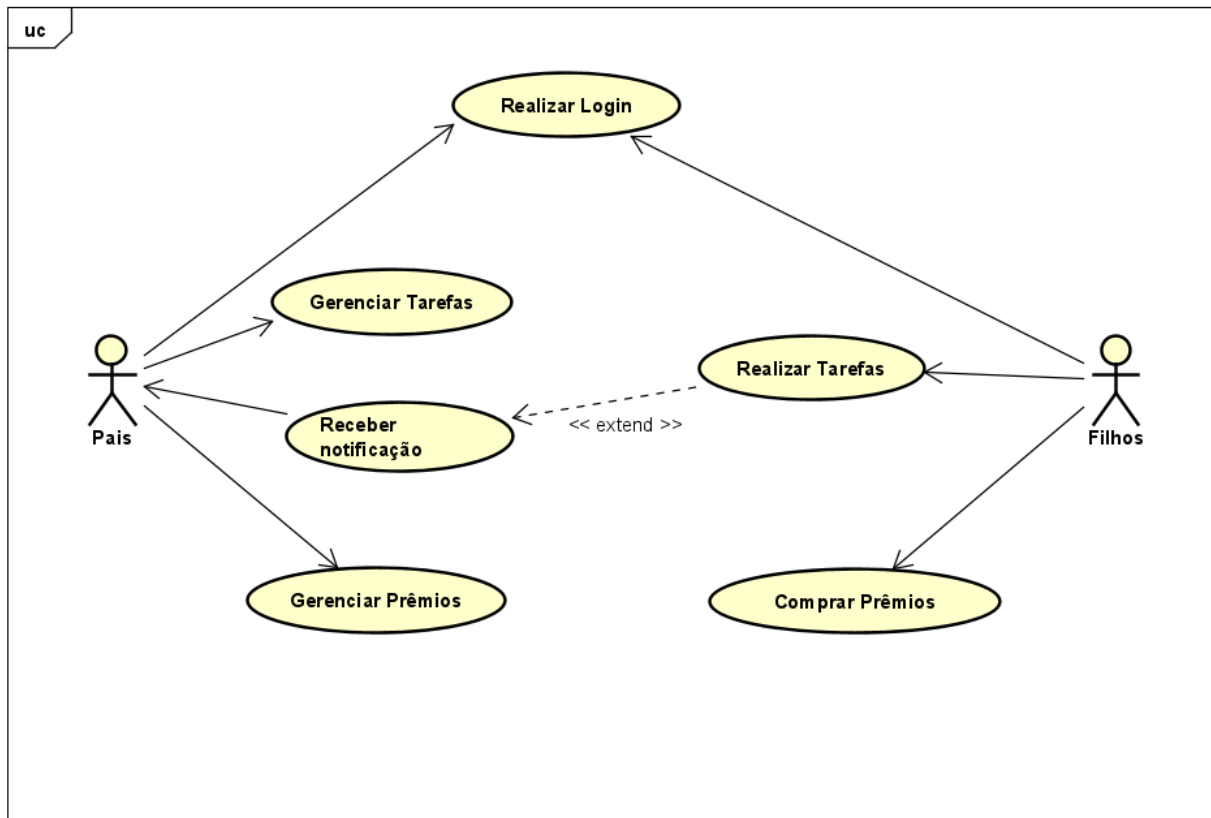 uc
Realizar Login
Gerenciar Tarefas
Realizar Tarefas
Receber
notificação
<< extend >>
Pais
Filhos
Gerenciar Prêmios
Comprar Prêmios